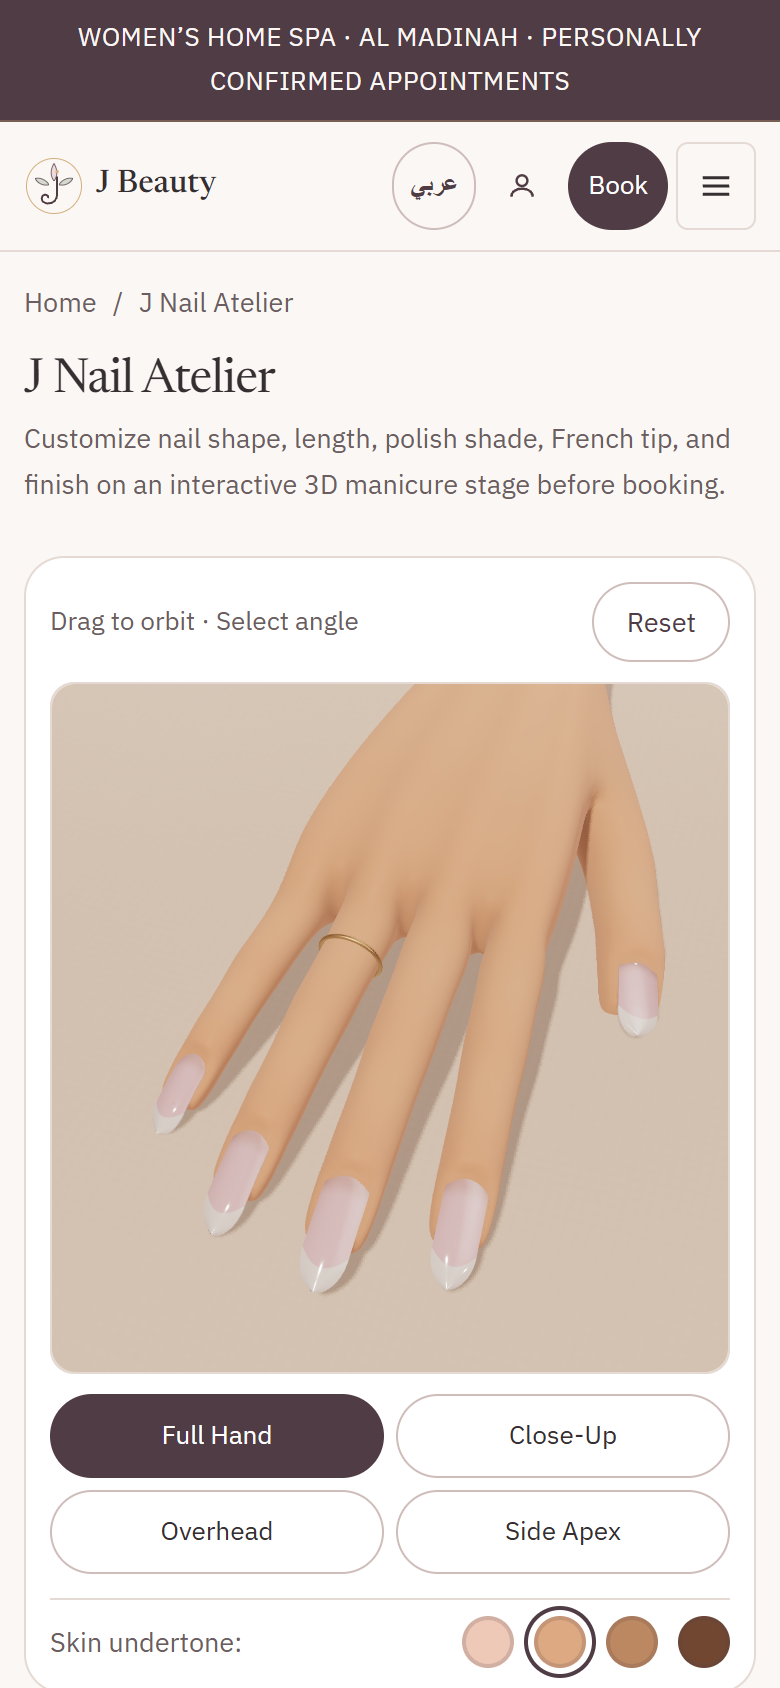 WOMEN’S HOME SPA · AL MADINAH · PERSONALLY
CONFIRMED APPOINTMENTS
J Beauty
عربي
Book
Home / J Nail Atelier
J Nail Atelier
Customize nail shape, length, polish shade, French tip, and
finish on an interactive 3D manicure stage before booking.
Drag to orbit · Select angle
Reset
Full Hand
Close-Up
Overhead
Side Apex
Skin undertone: